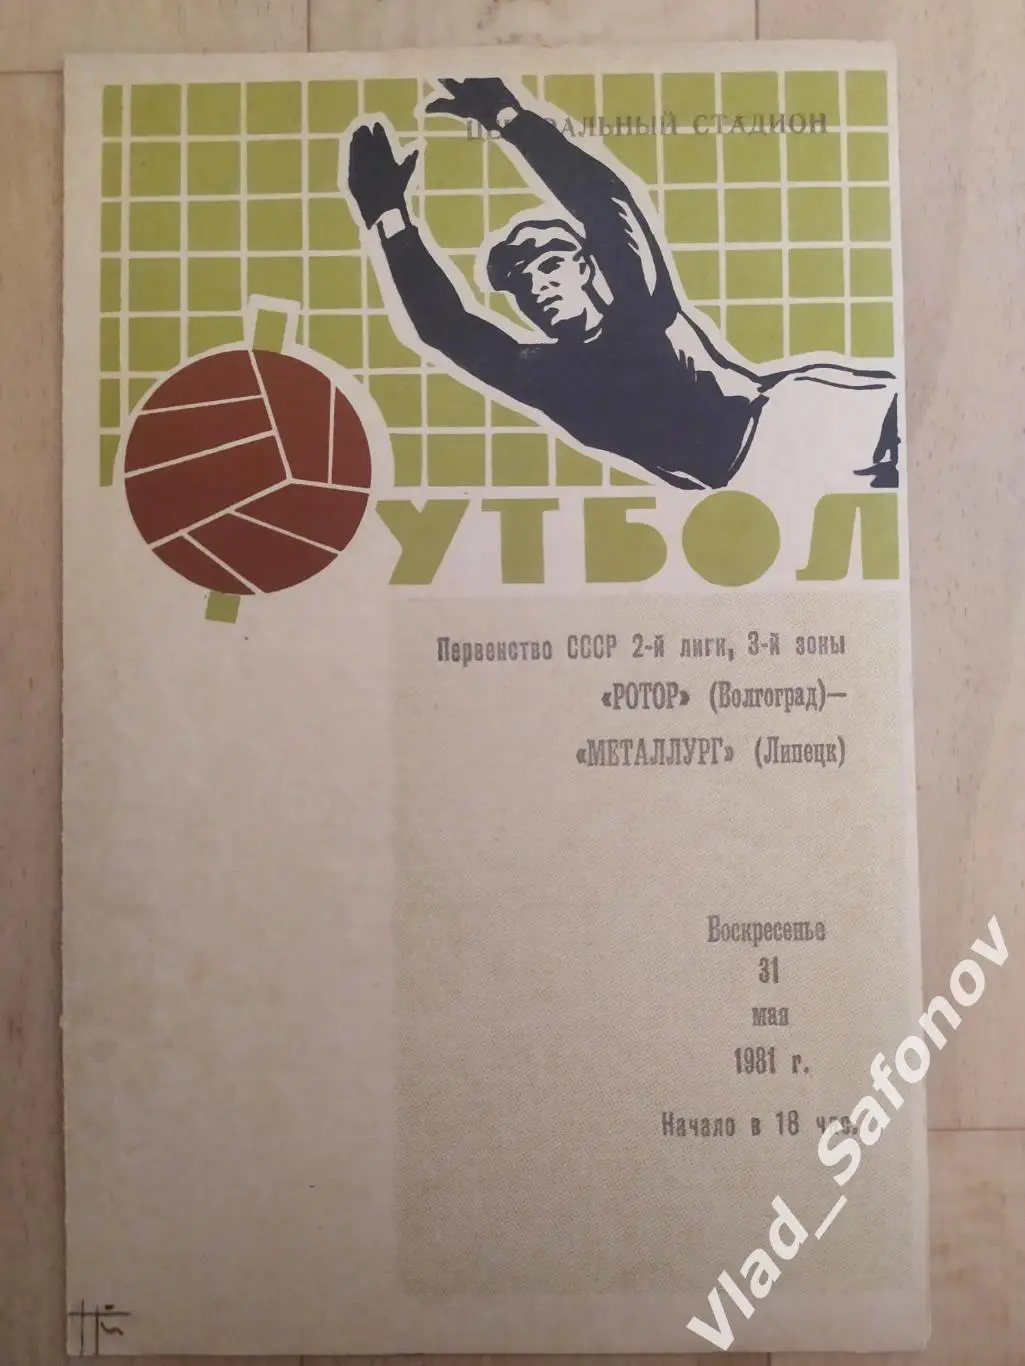 ЦЕНТРАЛЬНЫЙ СТАДИОН
ФУТБОЛ
Первенство СССР 2-й лиги, 3-й зоны
«РОТОР» (Волгоград)—
«МЕТАЛЛУРГ» (Липецк)
Воскресенье
31
мая
1981 г.
Начало в 18 час.
Vlad_Safonov